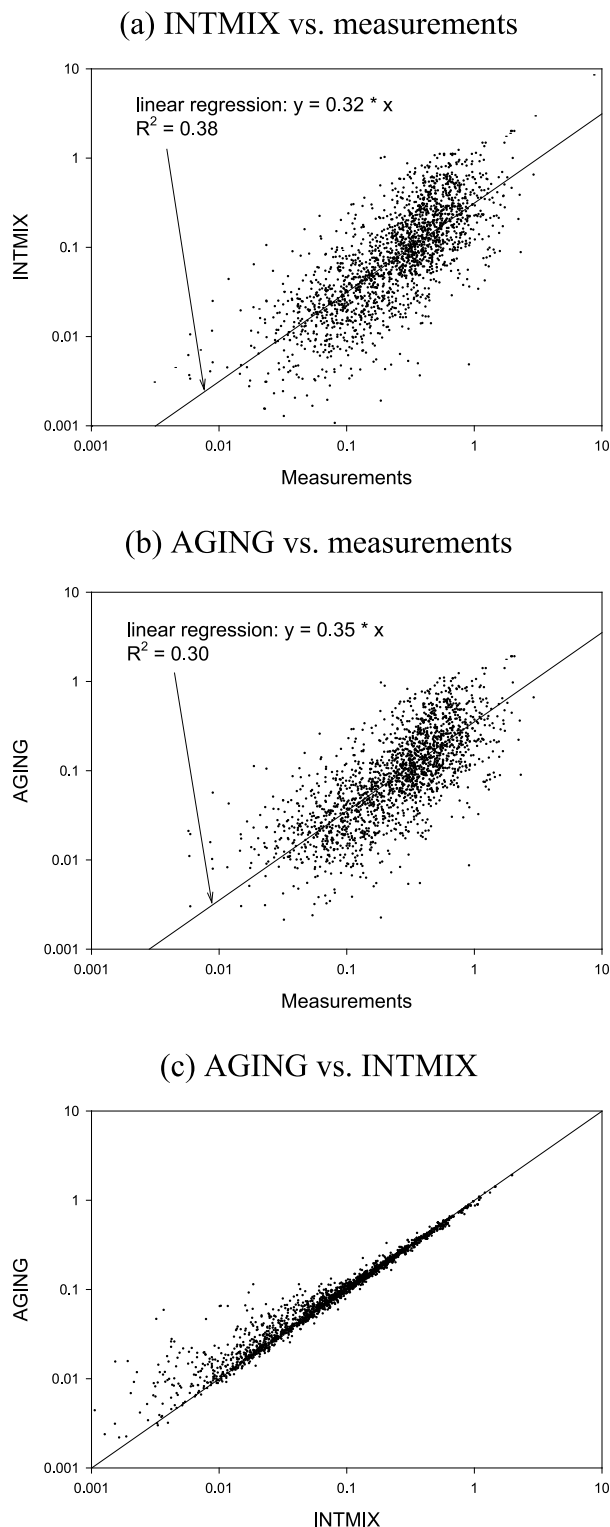 (a) INTMIX vs. measurements
10
linear regression: y = 0.32 * x
R² = 0.38
1
INTMIX
0.1
0.01
0.001
0.001 0.01 0.1 1 10
Measurements
(b) AGING vs. measurements
10
linear regression: y = 0.35 * x
R² = 0.30
1
AGING
0.1
0.01
0.001
0.001 0.01 0.1 1 10
Measurements
(c) AGING vs. INTMIX
10
1
AGING
0.1
0.01
0.001
0.001 0.01 0.1 1 10
INTMIX